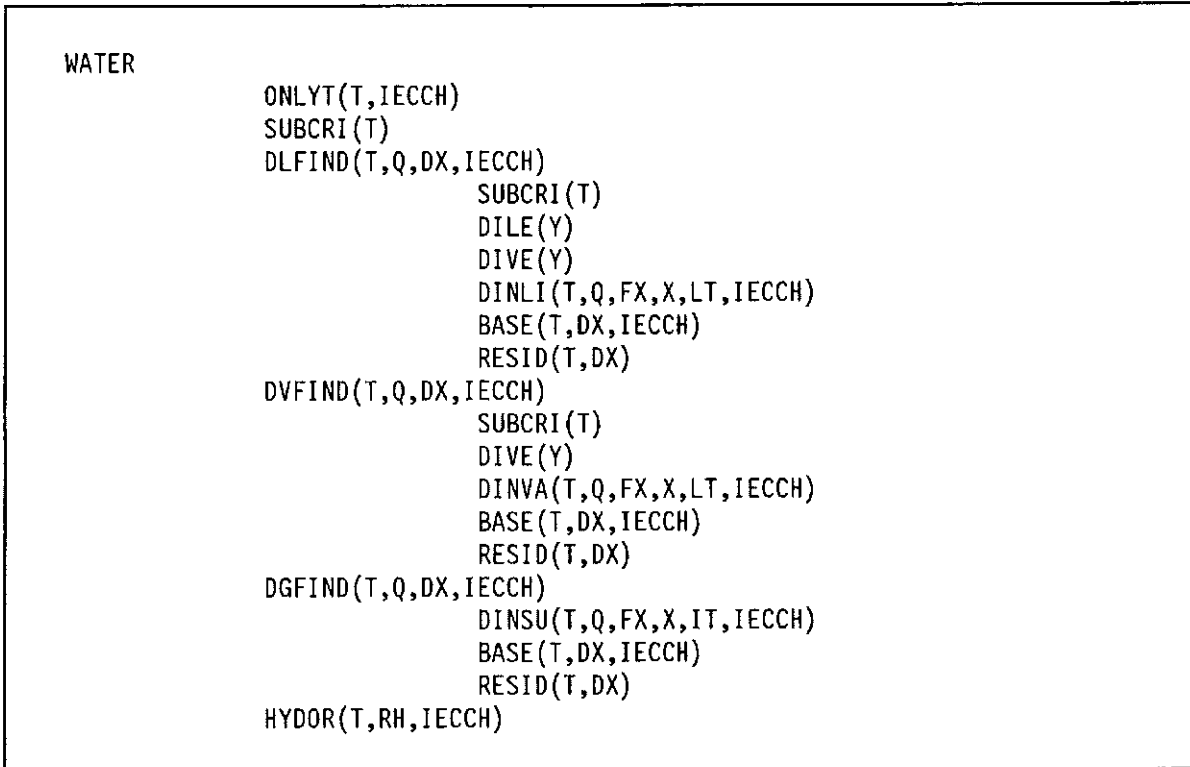 WATER
ONLYT(T,IECCH)
SUBCRI(T)
DLFIND(T,Q,DX,IECCH)
SUBCRI(T)
DILE(Y)
DIVE(Y)
DINLI(T,Q,FX,X,LT,IECCH)
BASE(T,DX,IECCH)
RESID(T,DX)
DVFIND(T,Q,DX,IECCH)
SUBCRI(T)
DIVE(Y)
DINVA(T,Q,FX,X,LT,IECCH)
BASE(T,DX,IECCH)
RESID(T,DX)
DGFIND(T,Q,DX,IECCH)
DINSU(T,Q,FX,X,IT,IECCH)
BASE(T,DX,IECCH)
RESID(T,DX)
HYDOR(T,RH,IECCH)